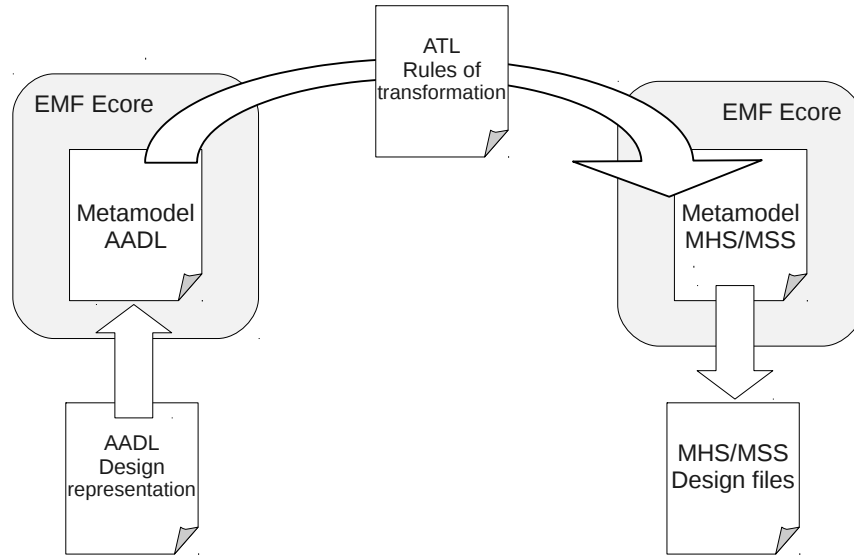 ATL
Rules of
transformation
EMF Ecore
Metamodel
AADL
EMF Ecore
Metamodel
MHS/MSS
AADL
Design
representation
MHS/MSS
Design files